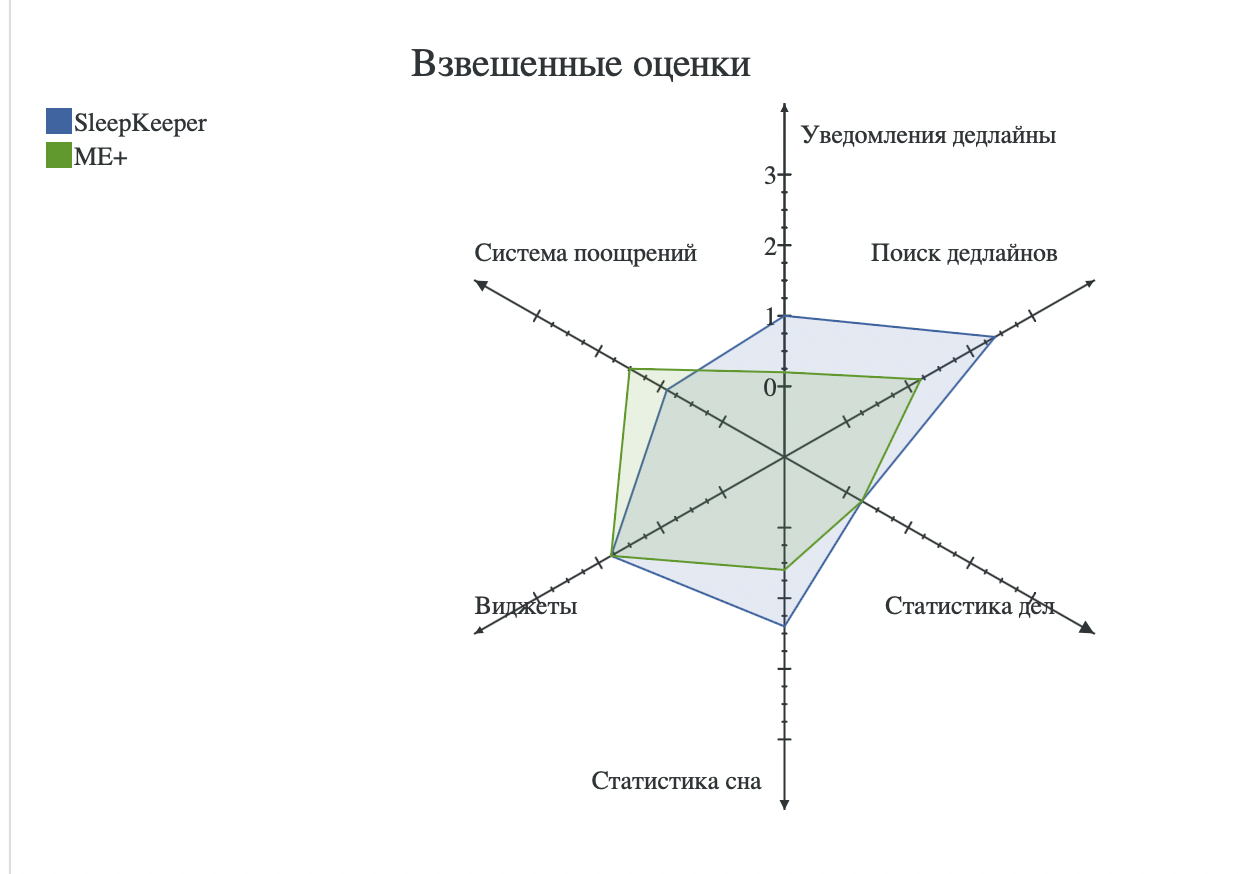 Взвешенные оценки
SleepKeeper
ME+
Уведомления дедлайны
3
2
Система поощрений
Поиск дедлайнов
1
0
Виджеты
Статистика дел
Статистика сна